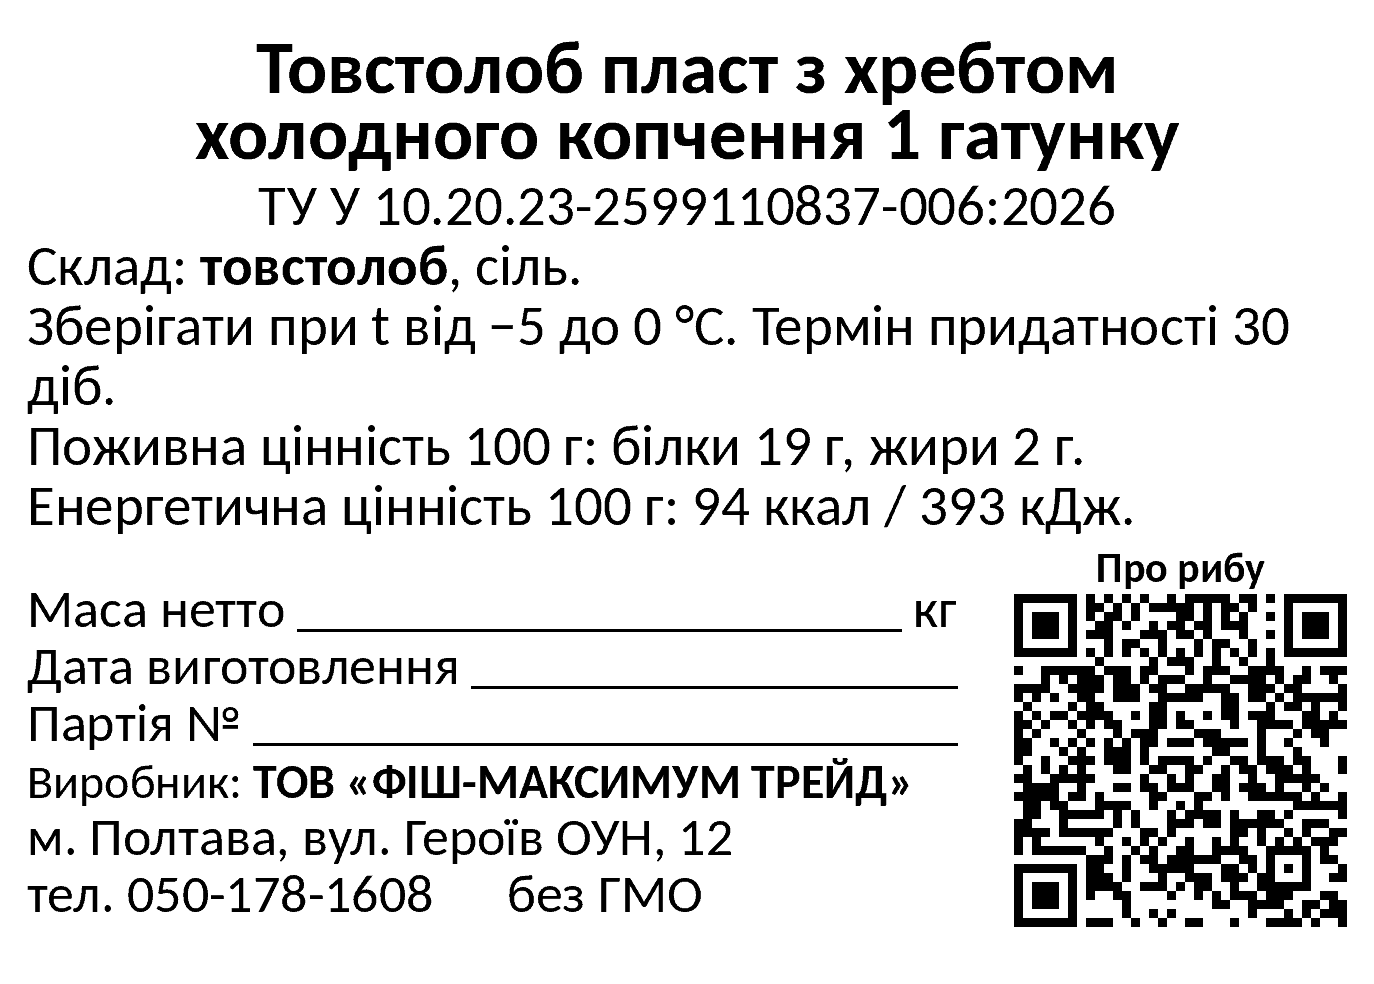 Товстолоб пласт з хребтом
холодного копчення 1 гатунку
ТУ У 10.20.23-2599110837-006:2026
Склад: товстолоб, сіль.
Зберігати при t від −5 до 0 °C. Термін придатності 30
діб.
Поживна цінність 100 г: білки 19 г, жири 2 г.
Енергетична цінність 100 г: 94 ккал / 393 кДж.
Про рибу
Маса нетто ______________________ кг
Дата виготовлення __________________
Партія № __________________________
Виробник: ТОВ «ФІШ-МАКСИМУМ ТРЕЙД»
м. Полтава, вул. Героїв ОУН, 12
тел. 050-178-1608 без ГМО